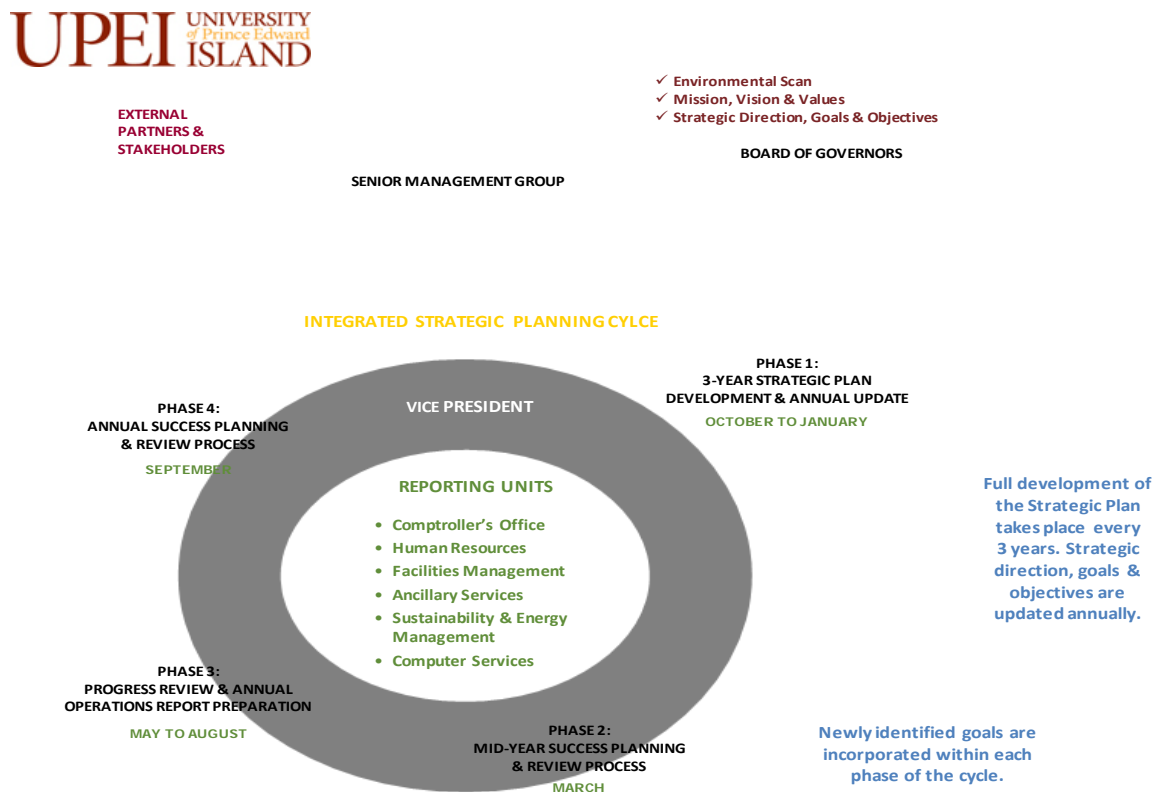 UPEI UNIVERSITY
of Prince Edward
ISLAND
✓ Environmental Scan
✓ Mission, Vision & Values
✓ Strategic Direction, Goals & Objectives
EXTERNAL
PARTNERS &
STAKEHOLDERS
BOARD OF GOVERNORS
SENIOR MANAGEMENT GROUP
INTEGRATED STRATEGIC PLANNING CYLCE
PHASE 1:
3-YEAR STRATEGIC PLAN
DEVELOPMENT & ANNUAL UPDATE
OCTOBER TO JANUARY
VICE PRESIDENT
PHASE 4:
ANNUAL SUCCESS PLANNING
& REVIEW PROCESS
SEPTEMBER
REPORTING UNITS
• Comptroller's Office
• Human Resources
• Facilities Management
• Ancillary Services
• Sustainability & Energy
Management
• Computer Services
Full development of
the Strategic Plan
takes place every
3 years. Strategic
direction, goals &
objectives are
updated annually.
PHASE 3:
PROGRESS REVIEW & ANNUAL
OPERATIONS REPORT PREPARATION
MAY TO AUGUST
PHASE 2:
MID-YEAR SUCCESS PLANNING
& REVIEW PROCESS
MARCH
Newly identified goals are
incorporated within each
phase of the cycle.